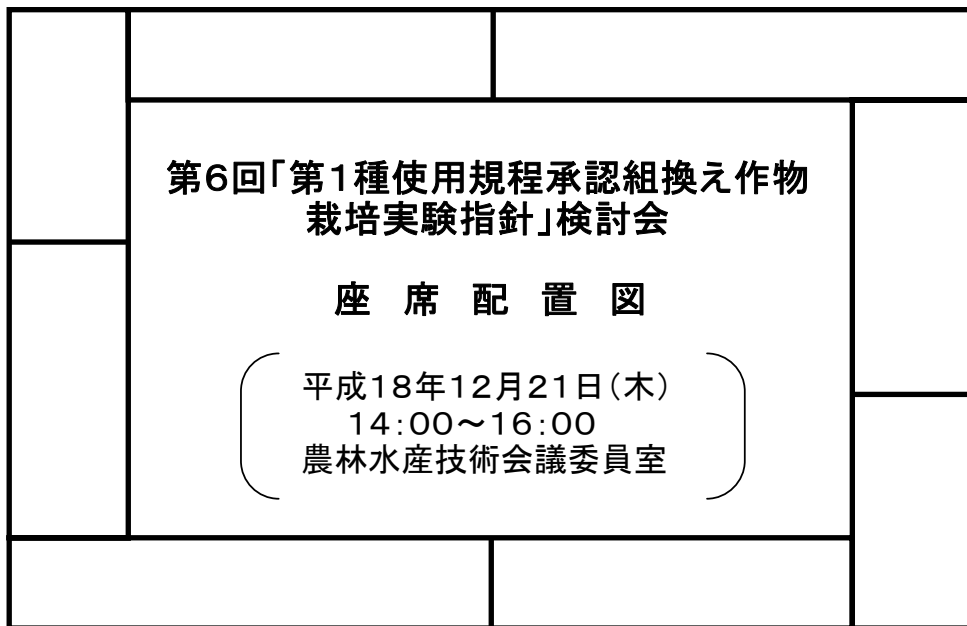 第6回「第1種使用規程承認組換え作物
栽培実験指針」検討会
座 席 配 置 図
平成18年12月21日(木)
14:00~16:00
農林水産技術会議委員室